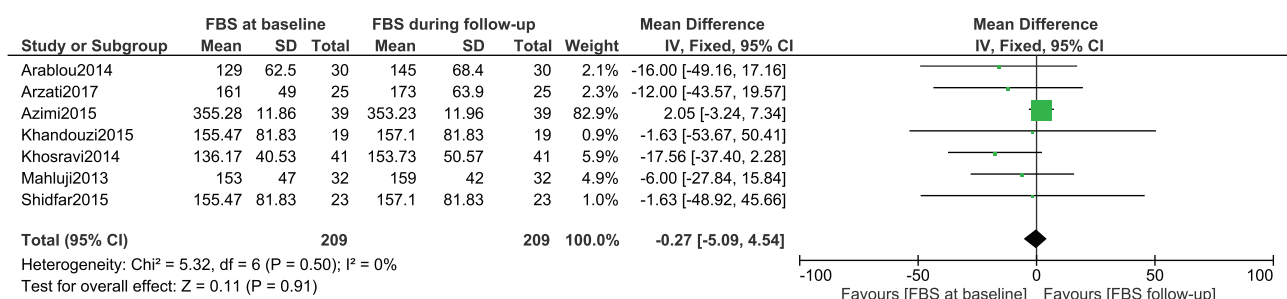 FBS at baseline FBS during follow-up Mean Difference Mean Difference
Study or Subgroup Mean SD Total Mean SD Total Weight IV, Fixed, 95% CI IV, Fixed, 95% CI
Arablou2014 129 62.5 30 145 68.4 30 2.1% -16.00 [-49.16, 17.16]
Arzati2017 161 49 25 173 63.9 25 2.3% -12.00 [-43.57, 19.57]
Azimi2015 355.28 11.86 39 353.23 11.96 39 82.9% 2.05 [-3.24, 7.34]
Khandouzi2015 155.47 81.83 19 157.1 81.83 19 0.9% -1.63 [-53.67, 50.41]
Khosravi2014 136.17 40.53 41 153.73 50.57 41 5.9% -17.56 [-37.40, 2.28]
Mahluji2013 153 47 32 159 42 32 4.9% -6.00 [-27.84, 15.84]
Shidfar2015 155.47 81.83 23 157.1 81.83 23 1.0% -1.63 [-48.92, 45.66]
Total (95% CI) 209 209 100.0% -0.27 [-5.09, 4.54]
Heterogeneity: Chi² = 5.32, df = 6 (P = 0.50); I² = 0%
Test for overall effect: Z = 0.11 (P = 0.91)
-100 -50 0 50 100
Favours [FBS at baseline] Favours [FBS follow-up]